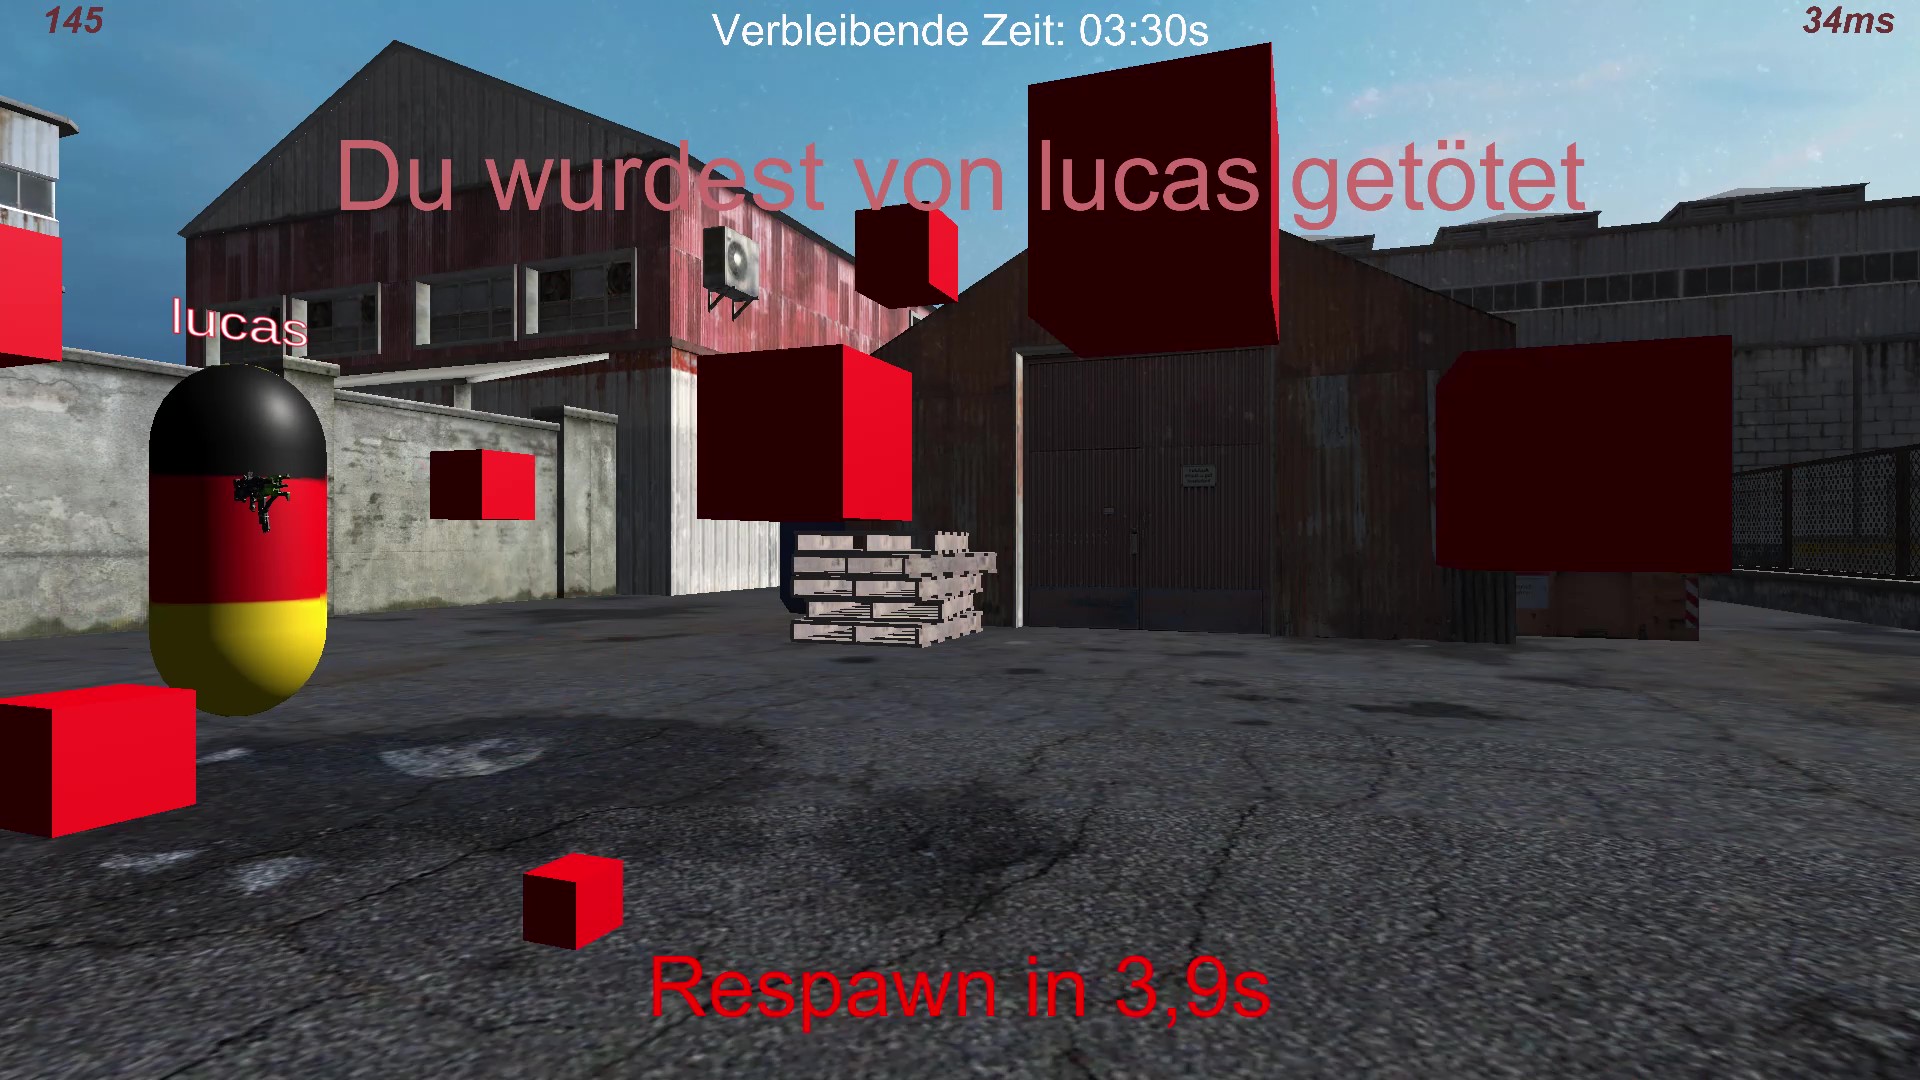 145
Verbleibende Zeit: 03:30s
34ms
Du wurdest von lucas getötet
lucas
Respawn in 3,9s